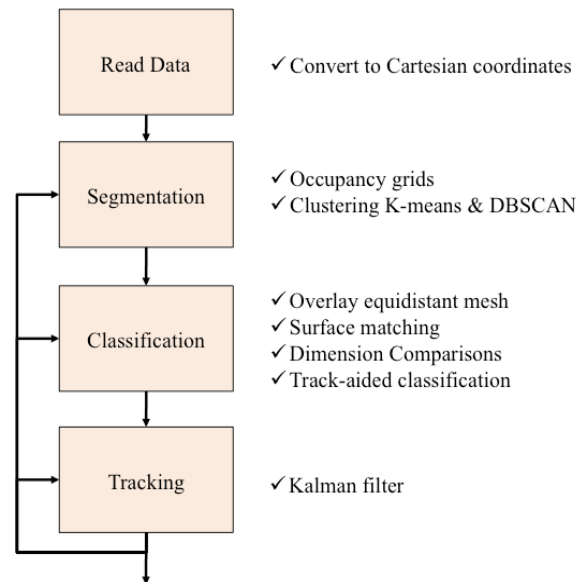 Read Data
✓ Convert to Cartesian coordinates
Segmentation
✓ Occupancy grids
✓ Clustering K-means & DBSCAN
Classification
✓ Overlay equidistant mesh
✓ Surface matching
✓ Dimension Comparisons
✓ Track-aided classification
Tracking
✓ Kalman filter